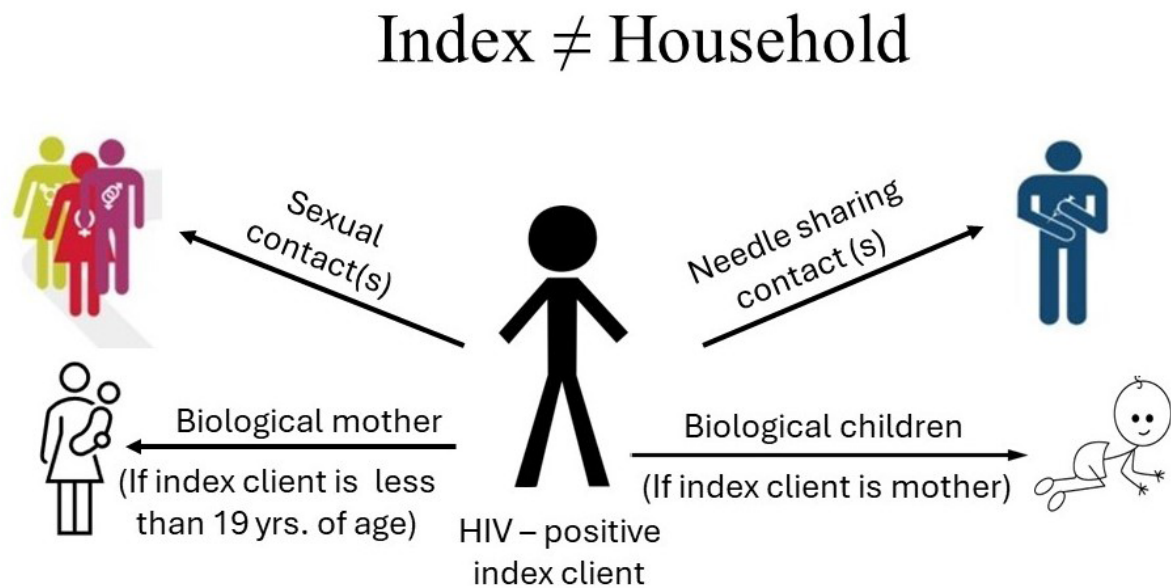 Index ≠ Household
Sexual
contact(s)
Needle sharing
contact (s)
Biological mother
(If index client is less
than 19 yrs. of age)
Biological children
(If index client is mother)
HIV – positive
index client